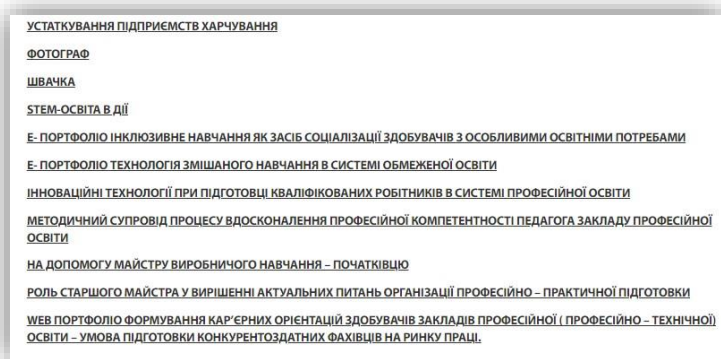 УСТАТКУВАННЯ ПІДПРИЄМСТВ ХАРЧУВАННЯ
ФОТОГРАФ
ШВАЧКА
STEM-ОСВІТА В ДІЇ
Е- ПОРТФОЛІО ІНКЛЮЗИВНЕ НАВЧАННЯ ЯК ЗАСІБ СОЦІАЛІЗАЦІЇ ЗДОБУВАЧІВ З ОСОБЛИВИМИ ОСВІТНІМИ ПОТРЕБАМИ
Е- ПОРТФОЛІО ТЕХНОЛОГІЯ ЗМІШАНОГО НАВЧАННЯ В СИСТЕМІ ОБМЕЖЕНОЇ ОСВІТИ
ІННОВАЦІЙНІ ТЕХНОЛОГІЇ ПРИ ПІДГОТОВЦІ КВАЛІФІКОВАНИХ РОБІТНИКІВ В СИСТЕМІ ПРОФЕСІЙНОЇ ОСВІТИ
МЕТОДИЧНИЙ СУПРОВІД ПРОЦЕСУ ВДОСКОНАЛЕННЯ ПРОФЕСІЙНОЇ КОМПЕТЕНТНОСТІ ПЕДАГОГА ЗАКЛАДУ ПРОФЕСІЙНОЇ
ОСВІТИ
НА ДОПОМОГУ МАЙСТРУ ВИРОБНИЧОГО НАВЧАННЯ – ПОЧАТКІВЦЮ
РОЛЬ СТАРШОГО МАЙСТРА У ВИРІШЕННІ АКТУАЛЬНИХ ПИТАНЬ ОРГАНІЗАЦІЇ ПРОФЕСІЙНО – ПРАКТИЧНОЇ ПІДГОТОВКИ
WEB ПОРТФОЛІО ФОРМУВАННЯ КАР’ЄРНИХ ОРІЄНТАЦІЙ ЗДОБУВАЧІВ ЗАКЛАДІВ ПРОФЕСІЙНОЇ ( ПРОФЕСІЙНО – ТЕХНІЧНОЇ)
ОСВІТИ – УМОВА ПІДГОТОВКИ КОНКУРЕНТОЗДАТНИХ ФАХІВЦІВ НА РИНКУ ПРАЦІ.